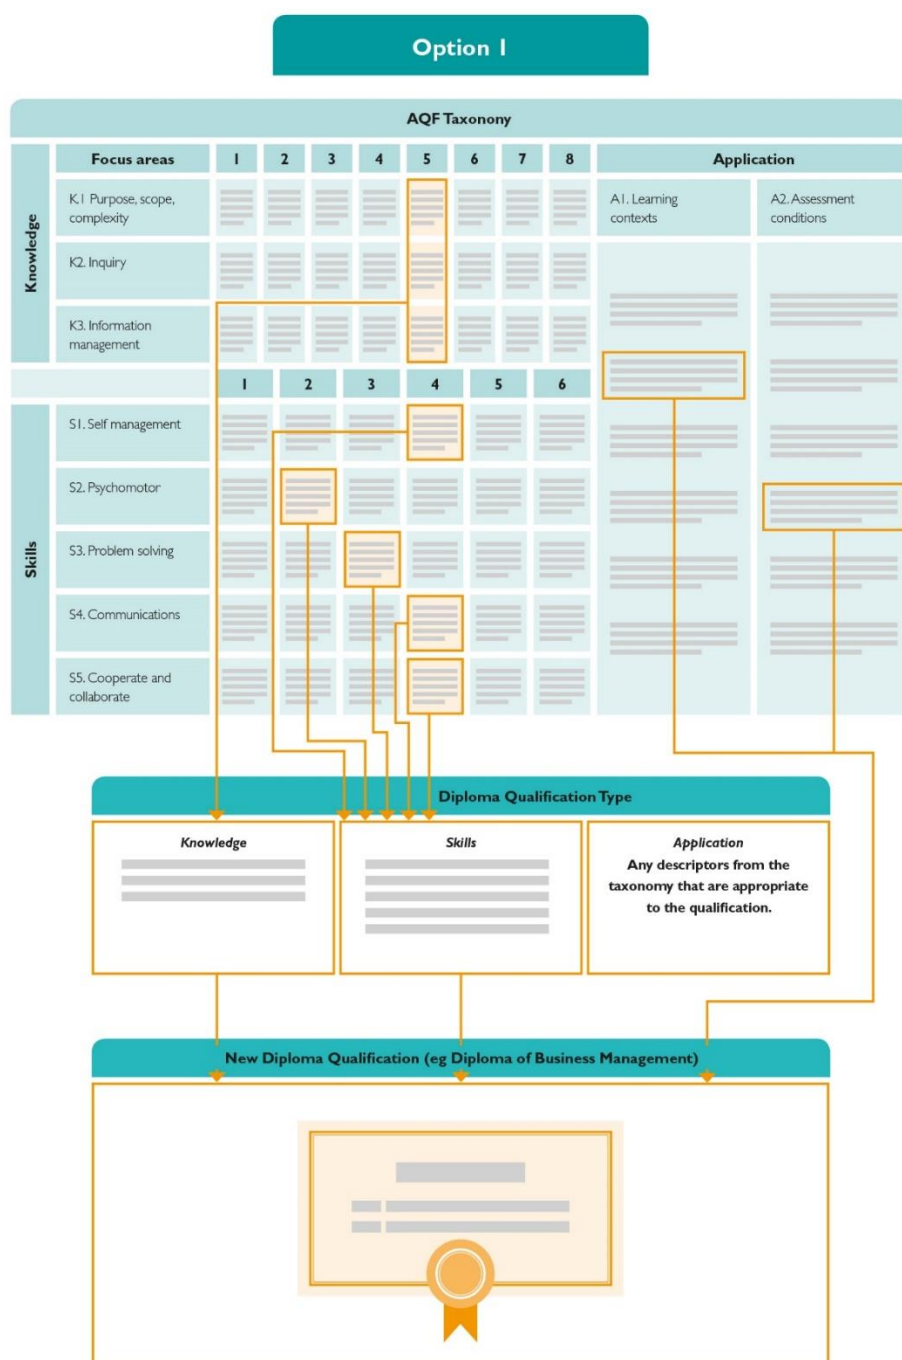 Option 1
AQF Taxonomy
Knowledge
Focus areas 1 2 3 4 5 6 7 8 Application
K.1 Purpose, scope,
complexity
A1. Learning
contexts
A2. Assessment
conditions
K2. Inquiry
K3. Information
management
1 2 3 4 5 6
Skills
S1. Self management
S2. Psychomotor
S3. Problem solving
S4. Communications
S5. Cooperate and
collaborate
Diploma Qualification Type
Knowledge
Skills
Application
Any descriptors from the
taxonomy that are appropriate
to the qualification.
New Diploma Qualification (eg Diploma of Business Management)